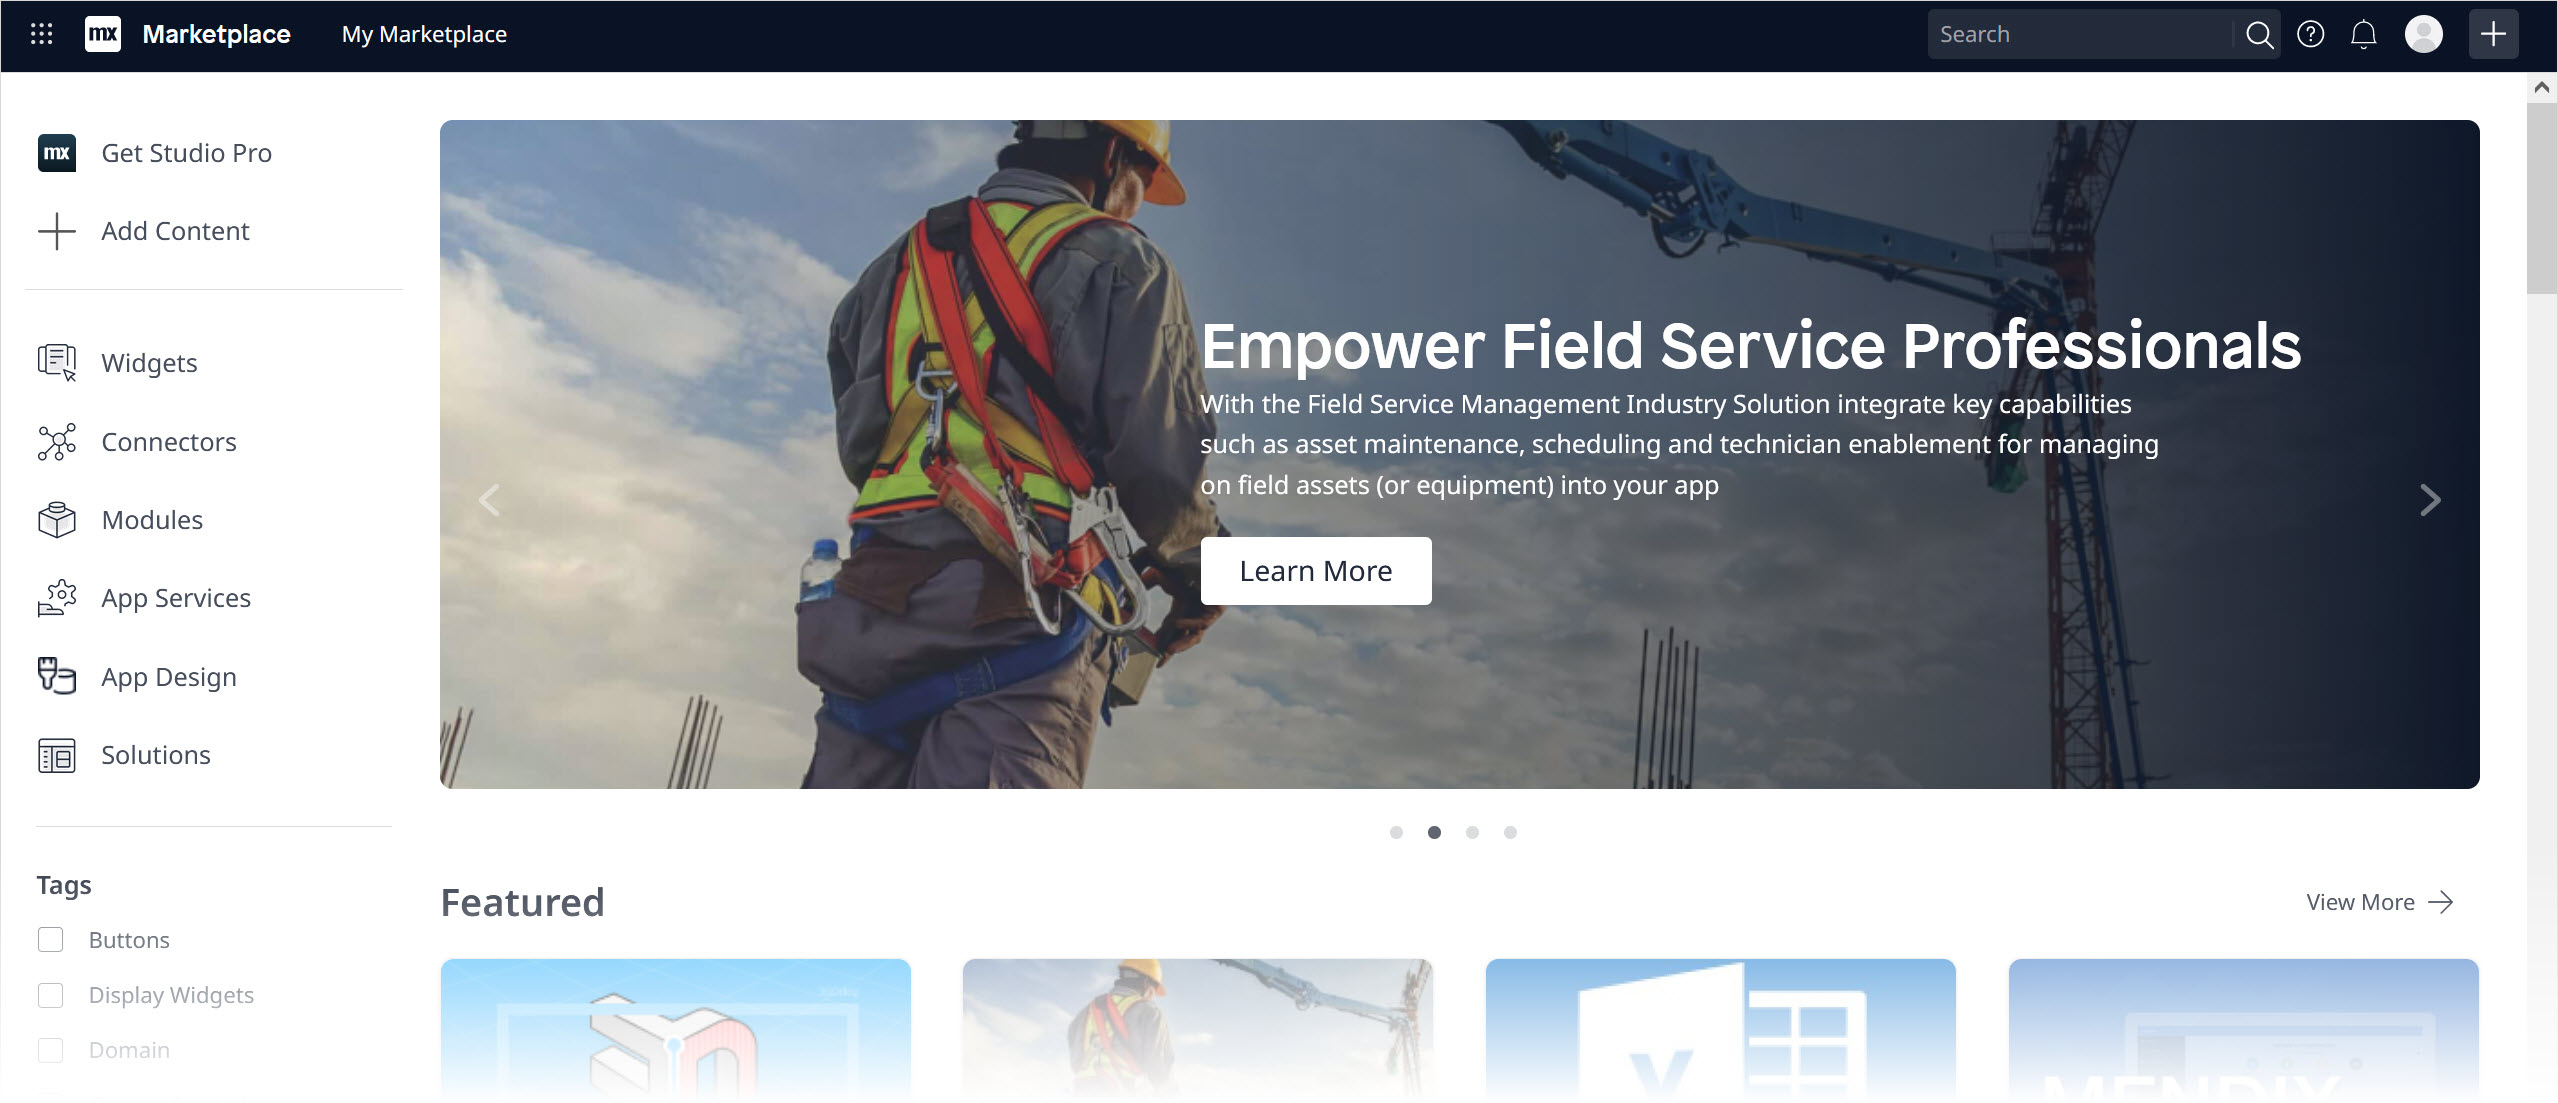 mx Marketplace My Marketplace Search
mx Get Studio Pro
Add Content
Widgets
Connectors
Modules
App Services
App Design
Solutions
Tags
Buttons
Display Widgets
Domain
Empower Field Service Professionals
With the Field Service Management Industry Solution integrate key capabilities
such as asset maintenance, scheduling and technician enablement for managing
on field assets (or equipment) into your app
Learn More
Featured
View More
MENDIX